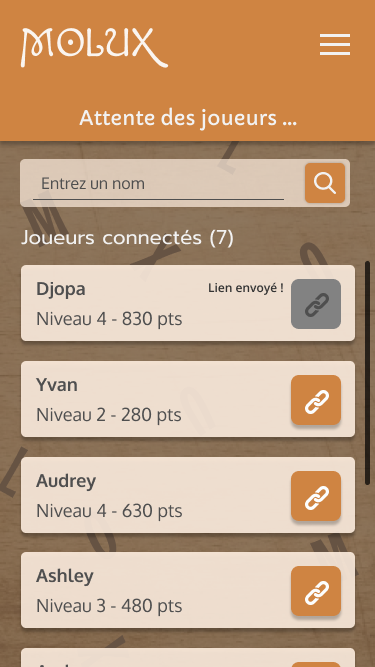 MOLUX
Attente des joueurs ...
Entrez un nom
Joueurs connectés (7)
Djopa
Lien envoyé !
Niveau 4 - 830 pts
Yvan
Niveau 2 - 280 pts
Audrey
Niveau 4 - 630 pts
Ashley
Niveau 3 - 480 pts